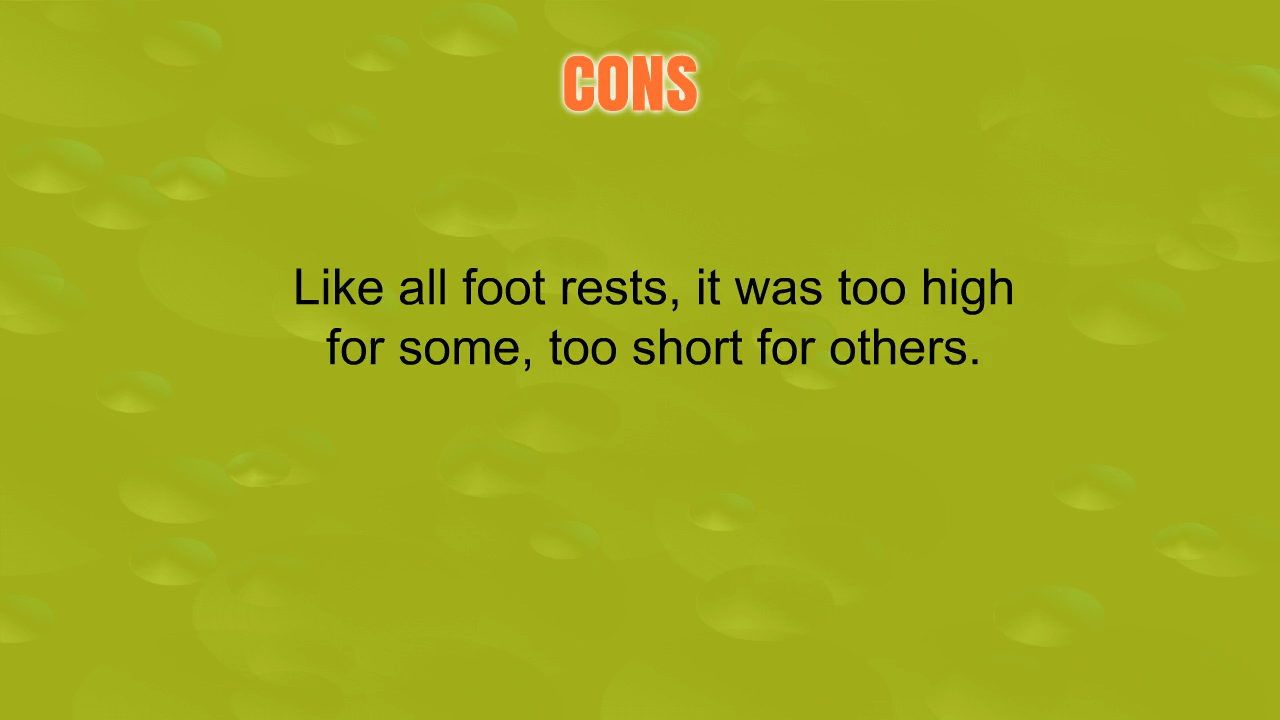 CONS
Like all foot rests, it was too high
for some, too short for others.